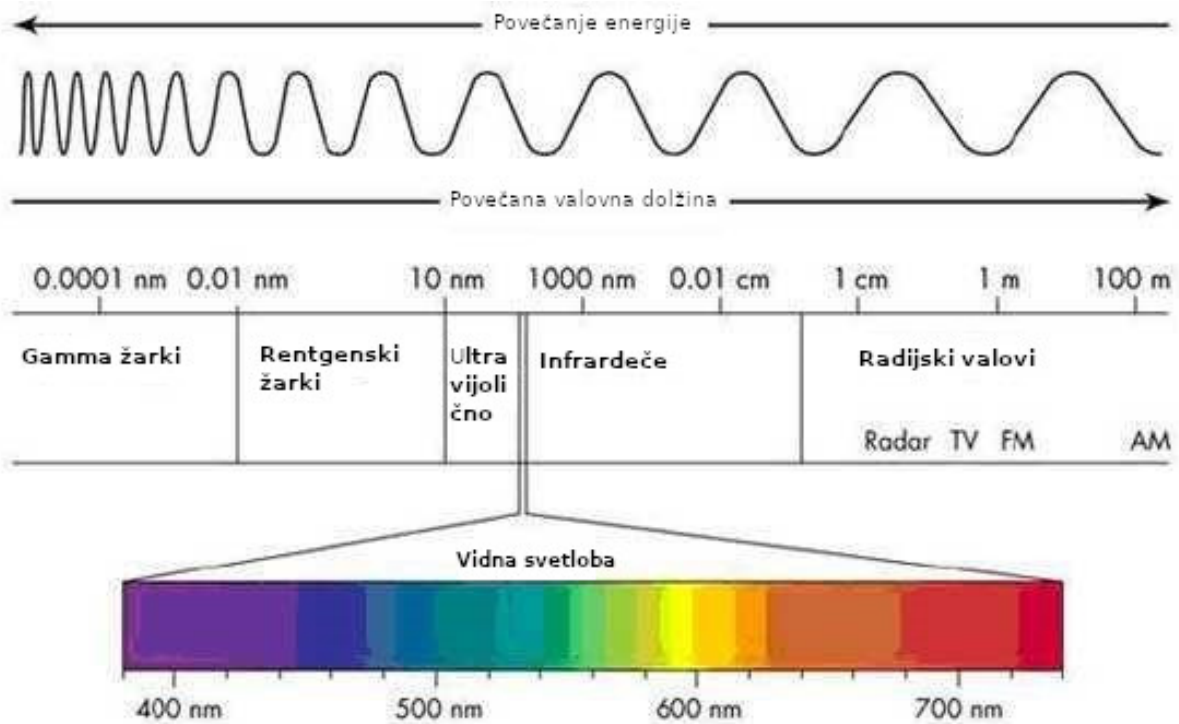 Povečanje energije
Povečana valovna dolžina
0.0001 nm 0.01 nm 10 nm 1000 nm 0.01 cm 1 cm 1 m 100 m
Gamma žarki
Rentgenski
žarki
Ultra
vijoli
čno
Infrardeče
Radijski valovi
Radar TV FM AM
Vidna svetloba
400 nm 500 nm 600 nm 700 nm